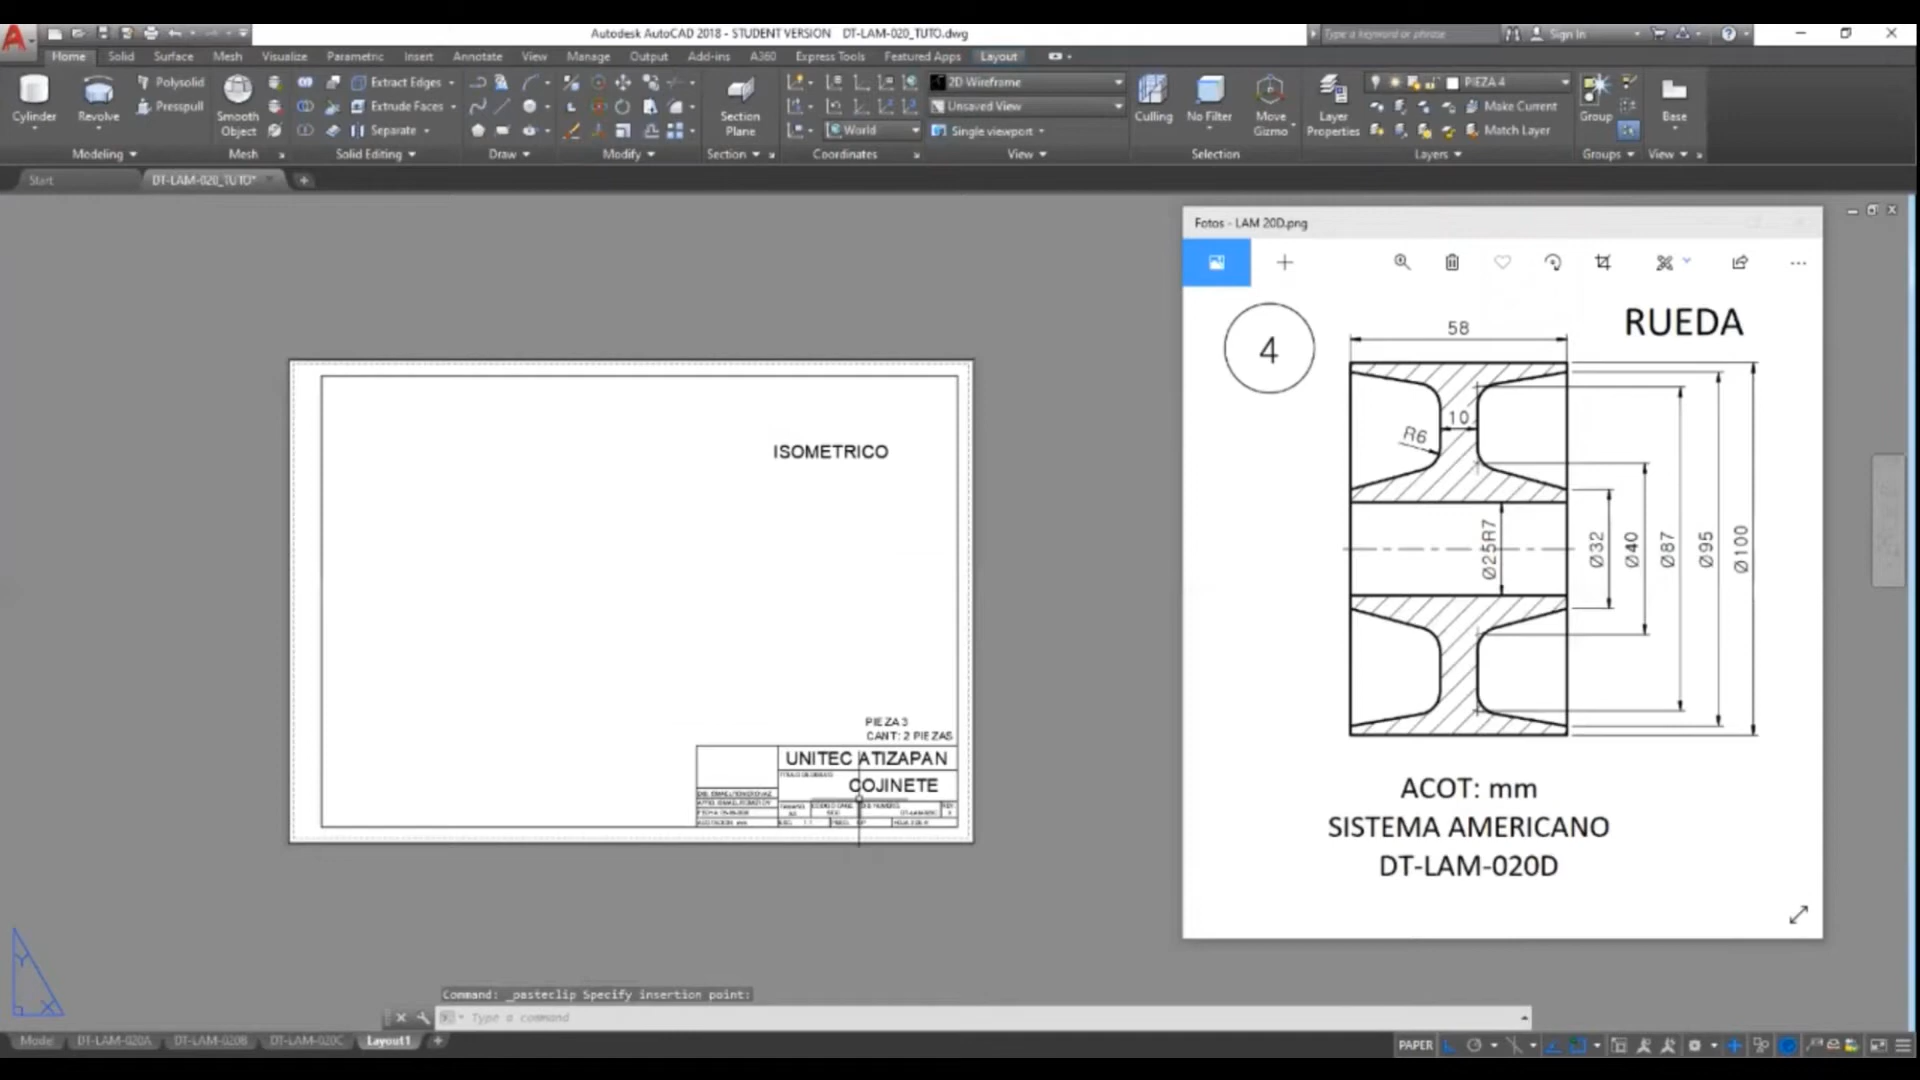 Autodesk AutoCAD 2018 - STUDENT VERSION DT-LAM-020_TUTO.dwg
Type a keyword or phrase
Sign In
Home Solid Surface Mesh Visualize Parametric Insert Annotate View Manage Output Add-ins A360 Express Tools Featured Apps Layout
Polysolid
Extract Edges
2D Wireframe
PIEZA 4
Presspull
Extrude Faces
Unsaved View
Make Current
Cylinder
Revolve
Smooth Object
Separate
Section Plane
World
Single viewport
Culling
No Filter
Move Gizmo
Layer Properties
Match Layer
Group
Base
Modeling
Mesh
Solid Editing
Draw
Modify
Section
Coordinates
View
Selection
Layers
Groups
View
Start
DT-LAM-020_TUTO*
Fotos - LAM 20D.png
4
RUEDA
58
10
R6
Ø25R7
Ø32
Ø40
Ø87
Ø95
Ø100
ACOT: mm
SISTEMA AMERICANO
DT-LAM-020D
ISOMETRICO
PIEZA 3
CANT: 2 PIEZAS
UNITEC ATIZAPAN
COJINETE
Command: _pasteclip Specify insertion point:
Type a command
Model DT-LAM-020A DT-LAM-020B DT-LAM-020C Layout1
PAPER
Y
X